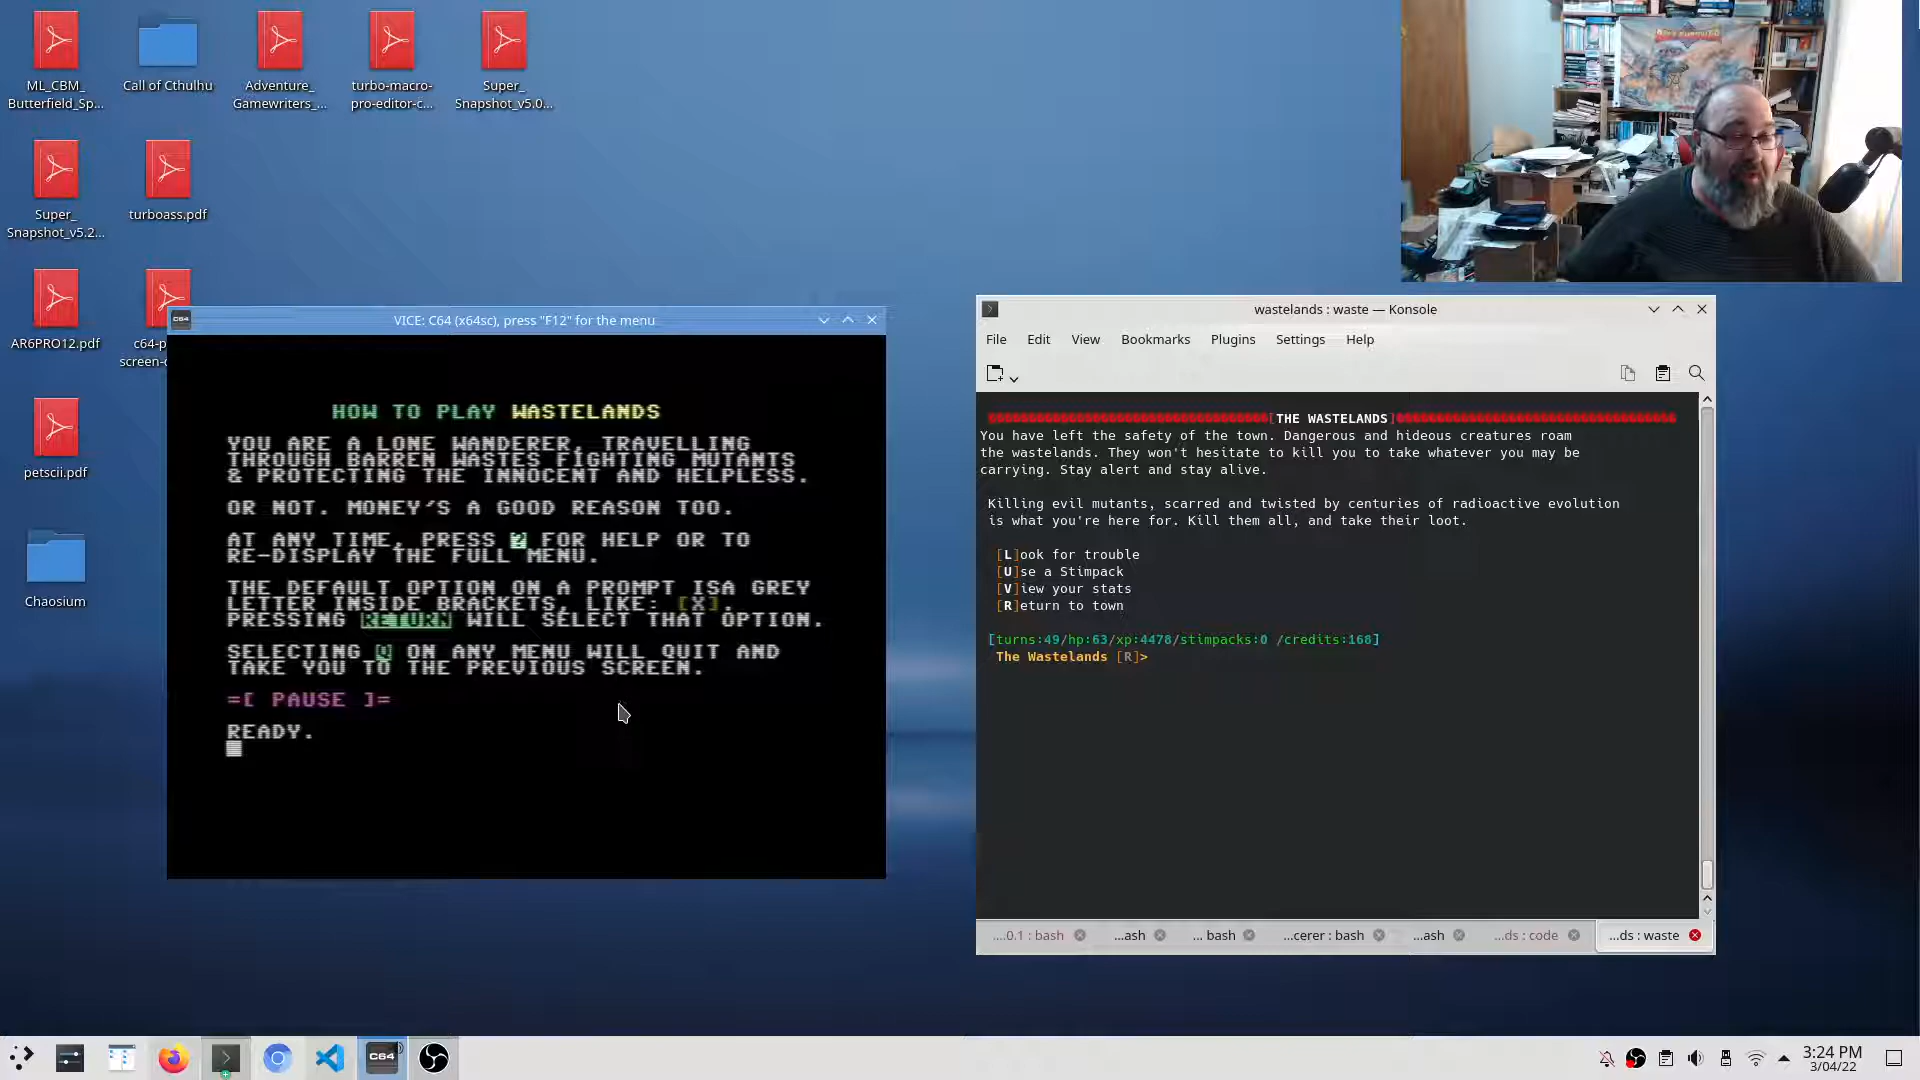 ML_CBM_
Butterfield_Sp...
Call of Cthulhu
Adventure_
Gamewriters_...
turbo-macro-
pro-editor-c...
Super_
Snapshot_v5.0...
Super_
Snapshot_v5.2...
turboass.pdf
AR6PRO12.pdf
c64-p
screen-c
petscii.pdf
Chaosium
C64
VICE: C64 (x64sc), press "F12" for the menu
HOW TO PLAY WASTELANDS
YOU ARE A LONE WANDERER, TRAVELLING
THROUGH BARREN WASTES FIGHTING MUTANTS
& PROTECTING THE INNOCENT AND HELPLESS.
OR NOT. MONEY'S A GOOD REASON TOO.
AT ANY TIME, PRESS ? FOR HELP OR TO
RE-DISPLAY THE FULL MENU.
THE DEFAULT OPTION ON A PROMPT ISA GREY
LETTER INSIDE BRACKETS, LIKE: [X].
PRESSING RETURN WILL SELECT THAT OPTION.
SELECTING Q ON ANY MENU WILL QUIT AND
TAKE YOU TO THE PREVIOUS SCREEN.
=[ PAUSE ]=
READY.
wastelands : waste — Konsole
File Edit View Bookmarks Plugins Settings Help
[THE WASTELANDS]
You have left the safety of the town. Dangerous and hideous creatures roam
the wastelands. They won't hesitate to kill you to take whatever you may be
carrying. Stay alert and stay alive.
Killing evil mutants, scarred and twisted by centuries of radioactive evolution
is what you're here for. Kill them all, and take their loot.
[L]ook for trouble
[U]se a Stimpack
[V]iew your stats
[R]eturn to town
[turns:49/hp:63/xp:4478/stimpacks:0 /credits:168]
The Wastelands [R]>
....0.1 : bash ...ash ... bash ...cerer : bash ...ash ...ds : code ...ds : waste
C64
3:24 PM
3/04/22